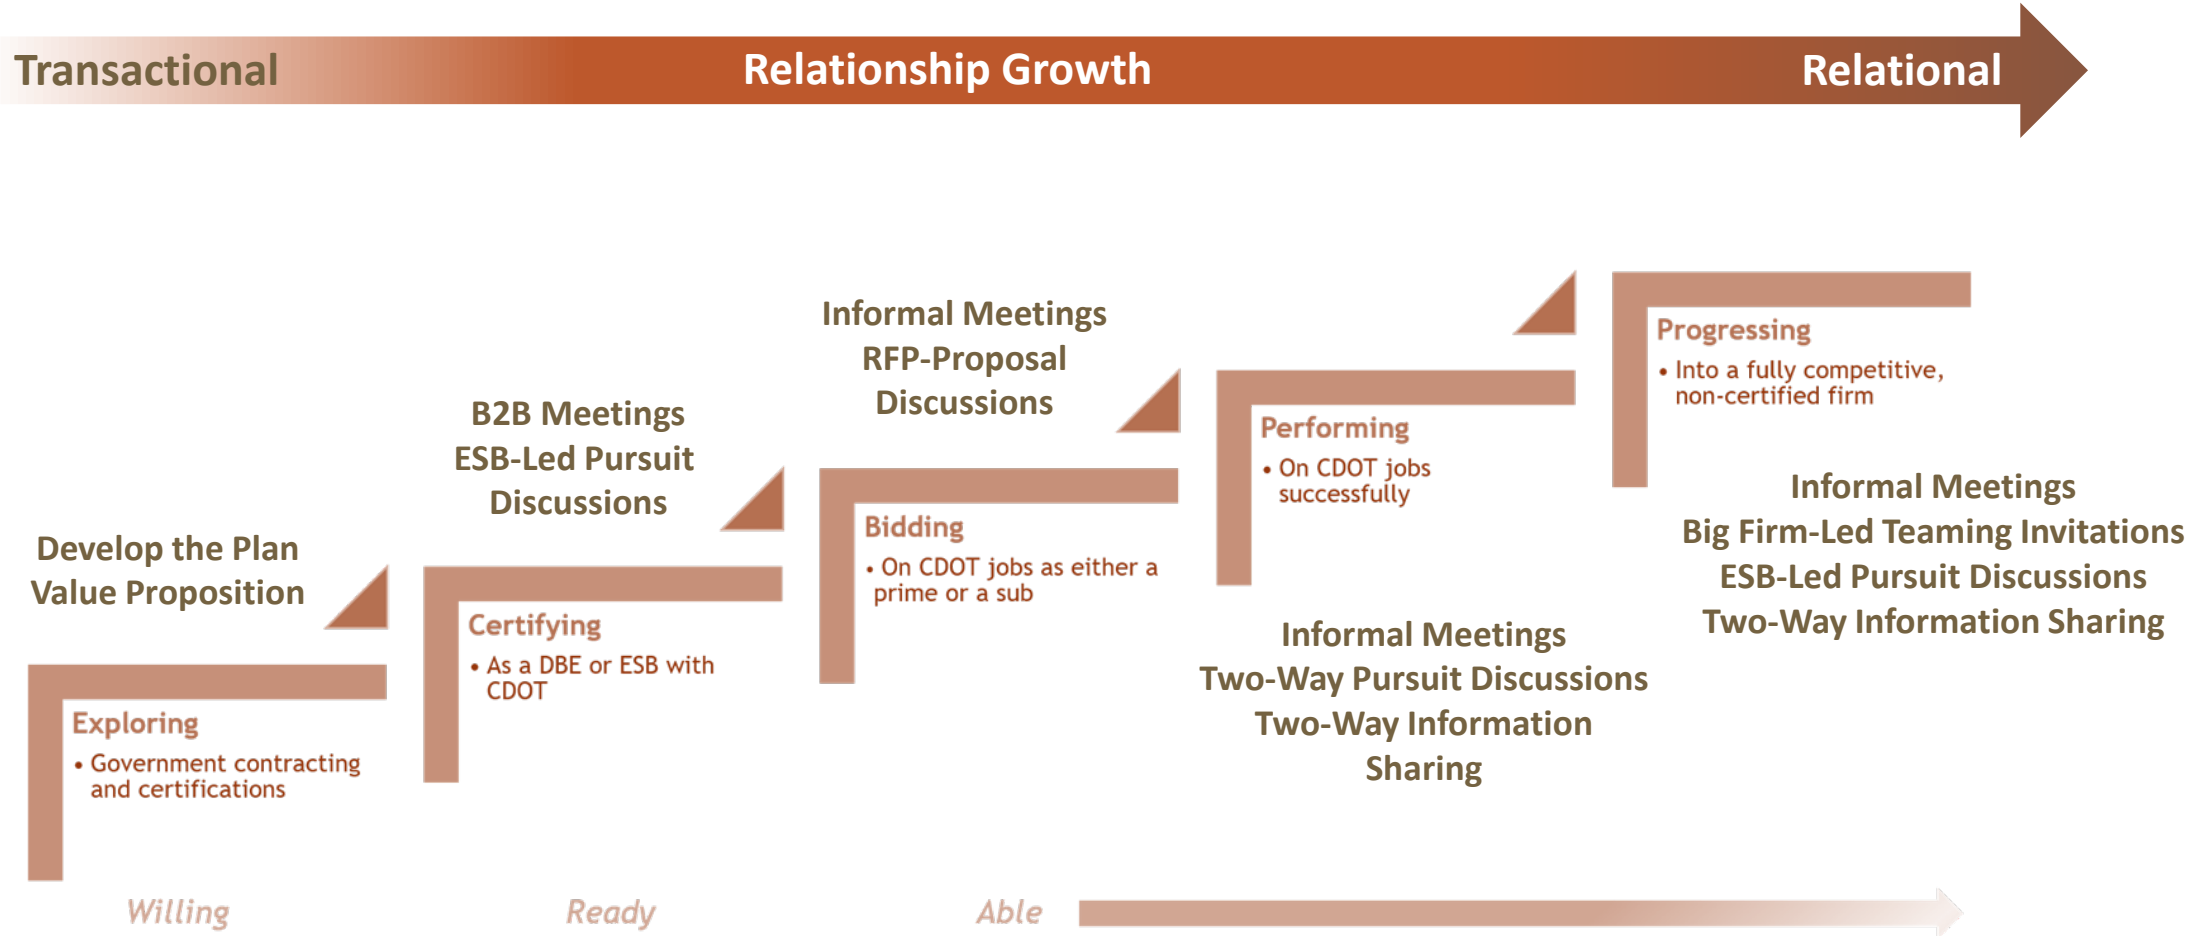 Transactional
Relationship Growth
Relational
Develop the Plan
Value Proposition
Exploring
• Government contracting
and certifications
B2B Meetings
ESB-Led Pursuit
Discussions
Certifying
• As a DBE or ESB with
CDOT
Informal Meetings
RFP-Proposal
Discussions
Bidding
• On CDOT jobs as either a
prime or a sub
Performing
• On CDOT jobs
successfully
Informal Meetings
Two-Way Pursuit Discussions
Two-Way Information
Sharing
Progressing
• Into a fully competitive,
non-certified firm
Informal Meetings
Big Firm-Led Teaming Invitations
ESB-Led Pursuit Discussions
Two-Way Information Sharing
Willing
Ready
Able